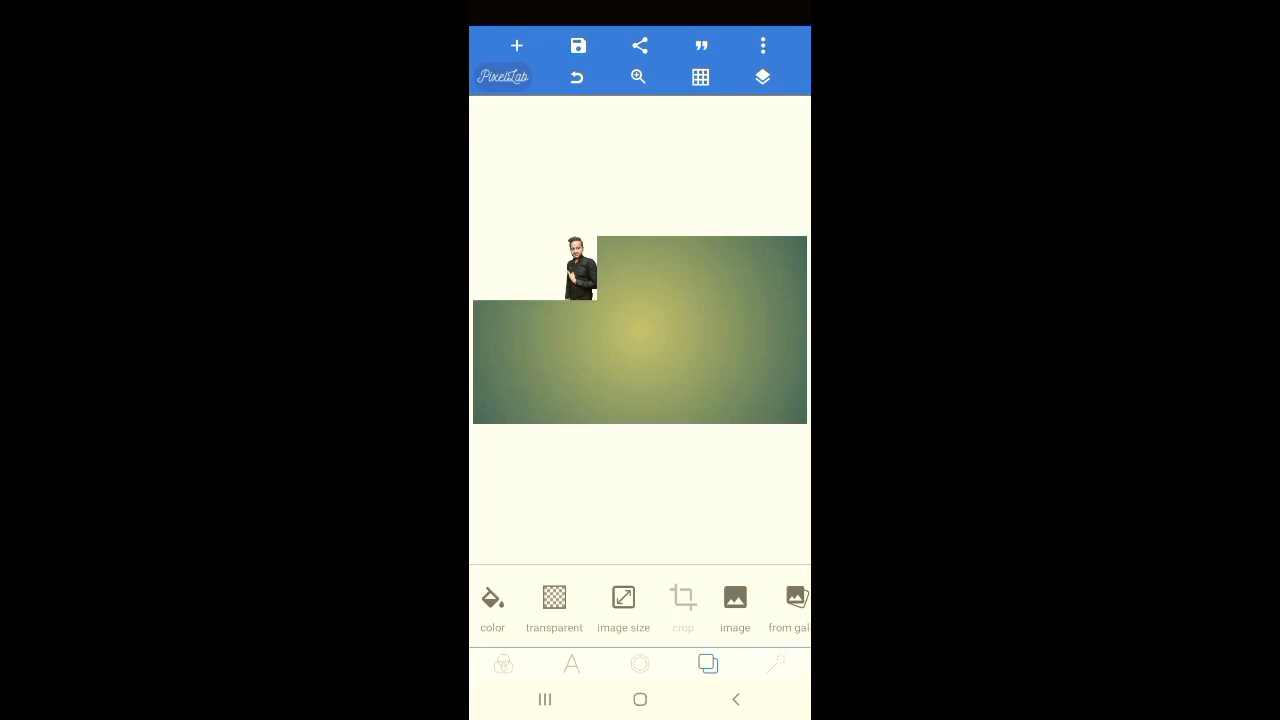 PixelLab
color
transparent
image size
crop
image
from gal